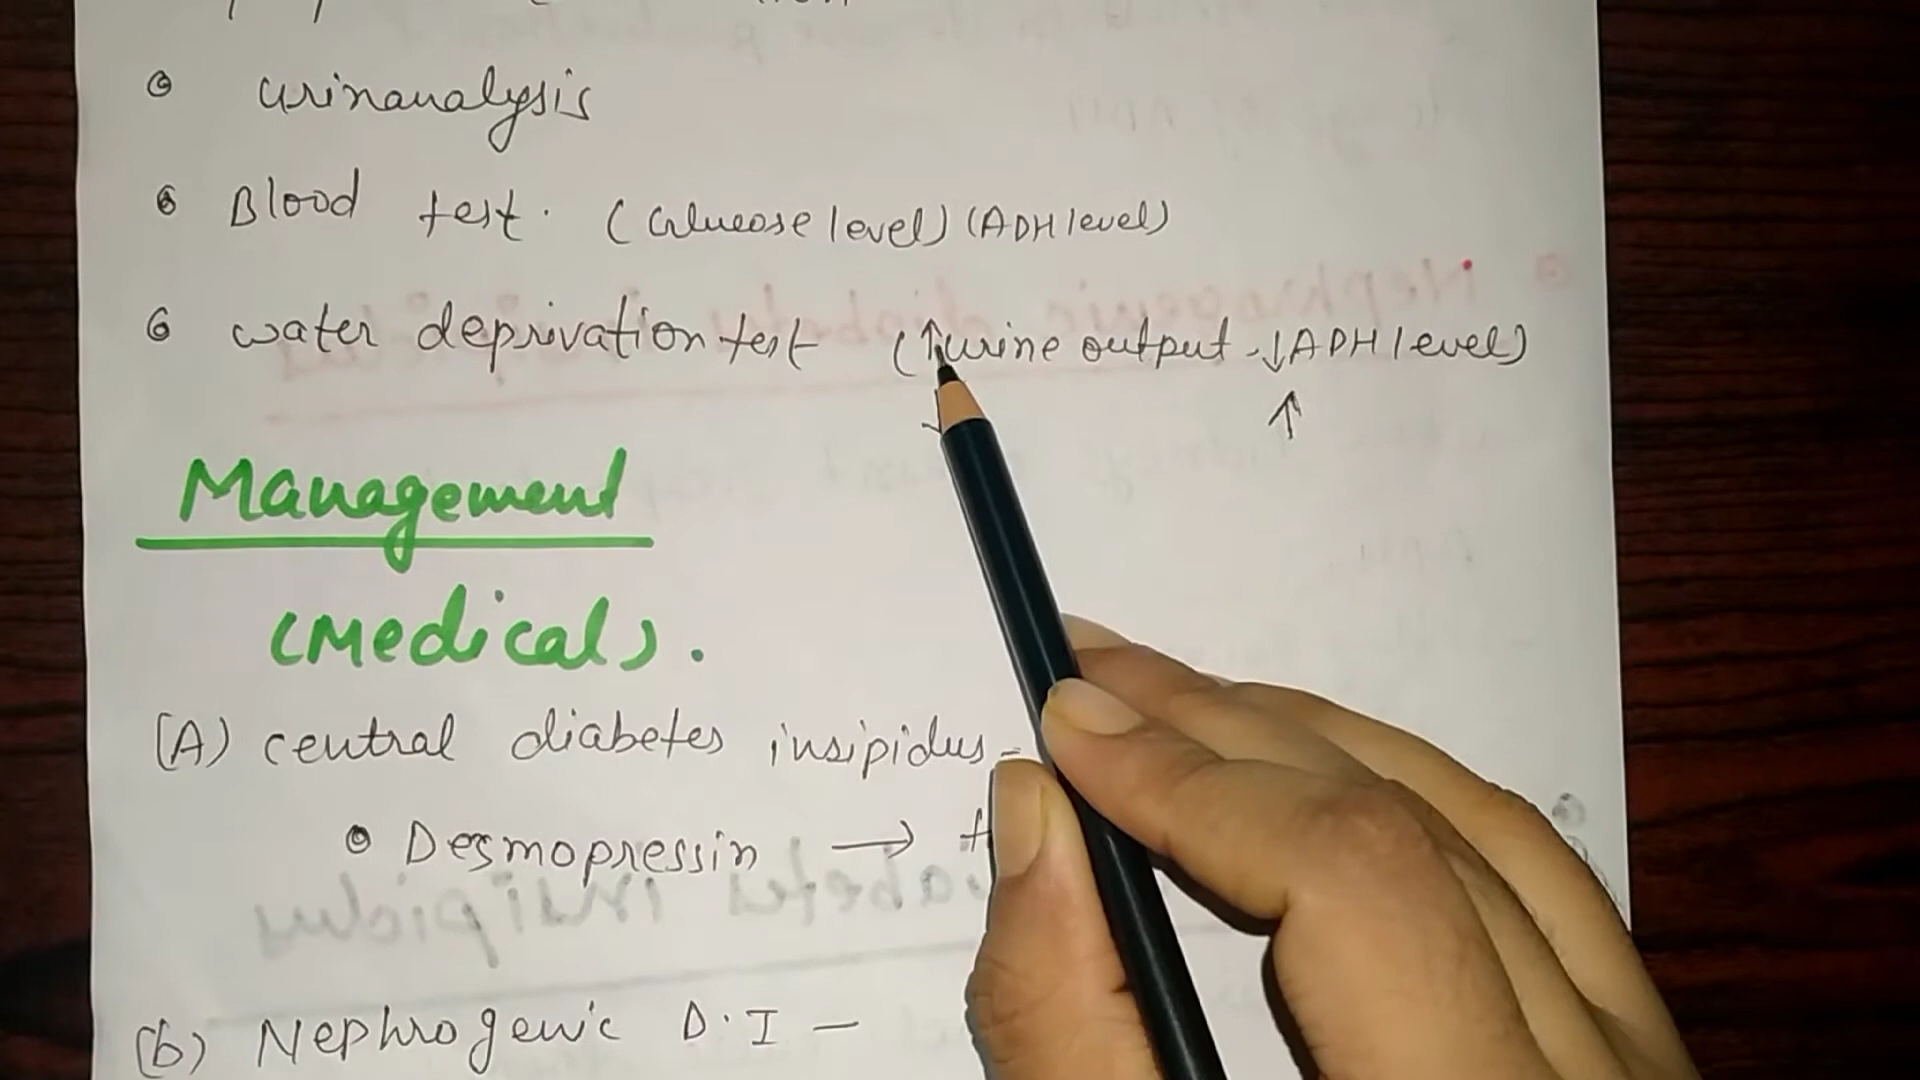 urinanalysis
Blood test. (Glucose level) (ADH level)
water deprivation test (↑urine output ↓ADH level)
↓ ↑
Management
(Medical).
(A) central diabetes insipidus -
Desmopressin →
(b) Nephrogenic D.I —